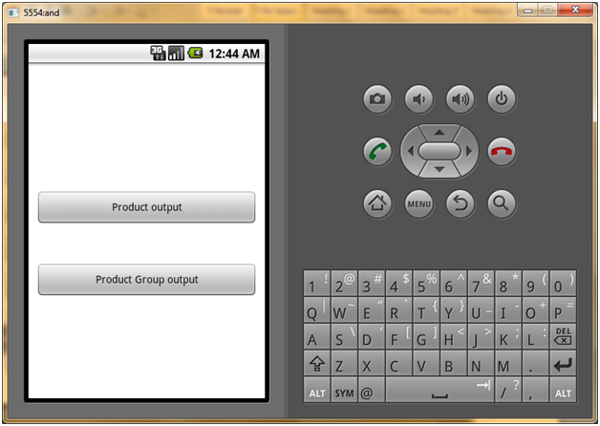 5554:and
3G
12:44 AM
Product output
Product Group output
MENU
1 ! 2 @ 3 # 4 $ 5 % 6 ^ 7 & 8 * 9 ( 0 )
Q | W ~ E “ R ` T { Y } U _ I - O + P =
A S \ D ' F [ G ] H < J > K ; L : DEL
Z X C V B N M .
ALT SYM @ / ? , ALT